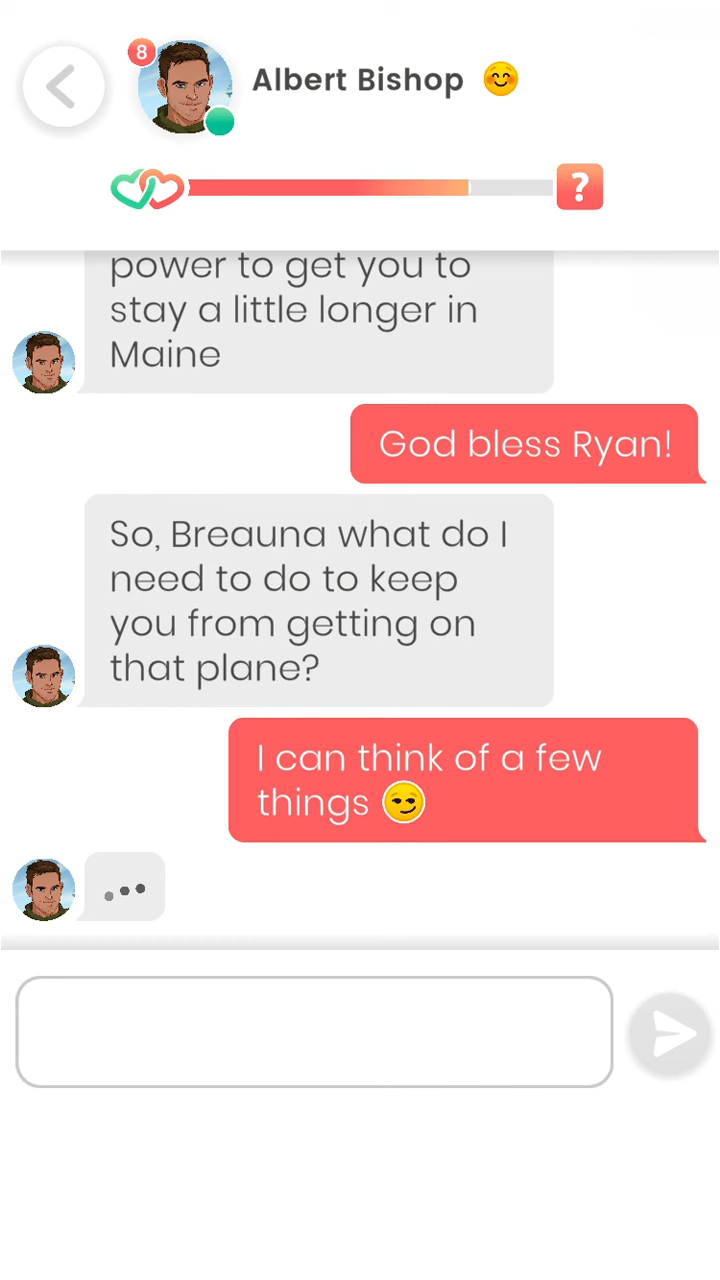 8
Albert Bishop 😊
?
power to get you to
stay a little longer in
Maine
God bless Ryan!
So, Breauna what do I
need to do to keep
you from getting on
that plane?
I can think of a few
things 😏